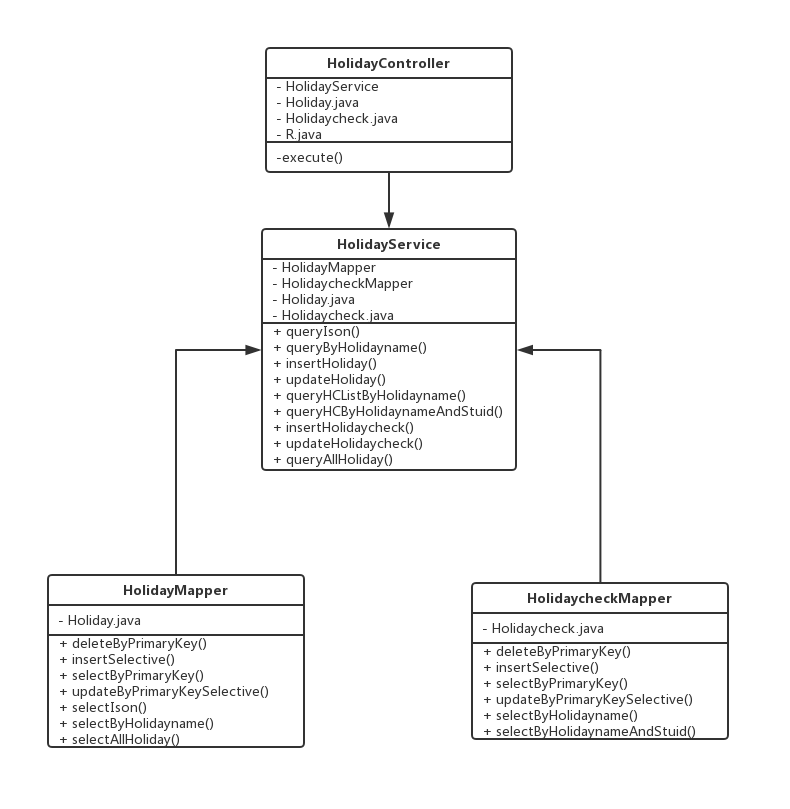 HolidayController
- HolidayService
- Holiday.java
- Holidaycheck.java
- R.java
-execute()
HolidayService
- HolidayMapper
- HolidaycheckMapper
- Holiday.java
- Holidaycheck.java
+ queryIson()
+ queryByHolidayname()
+ insertHoliday()
+ updateHoliday()
+ queryHCListByHolidayname()
+ queryHCByHolidaynameAndStuid()
+ insertHolidaycheck()
+ updateHolidaycheck()
+ queryAllHoliday()
HolidayMapper
- Holiday.java
+ deleteByPrimaryKey()
+ insertSelective()
+ selectByPrimaryKey()
+ updateByPrimaryKeySelective()
+ selectIson()
+ selectByHolidayname()
+ selectAllHoliday()
HolidaycheckMapper
- Holidaycheck.java
+ deleteByPrimaryKey()
+ insertSelective()
+ selectByPrimaryKey()
+ updateByPrimaryKeySelective()
+ selectByHolidayname()
+ selectByHolidaynameAndStuid()